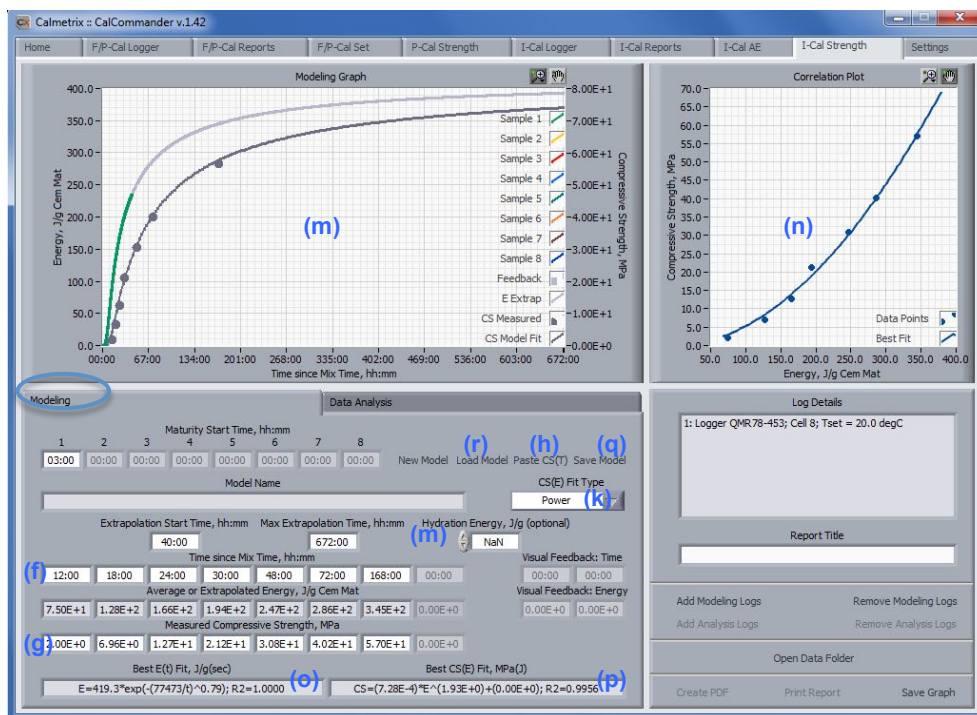 Calmetrix :: CalCommander v.1.42
Home F/P-Cal Logger F/P-Cal Reports F/P-Cal Set P-Cal Strength I-Cal Logger I-Cal Reports I-Cal AE I-Cal Strength Settings
Modeling Graph
400.0
350.0
300.0
250.0
200.0
150.0
100.0
50.0
0.0
Energy, J/g Cem Mat
8.00E+1
7.00E+1
6.00E+1
5.00E+1
4.00E+1
3.00E+1
2.00E+1
1.00E+1
0.00E+0
Compressive Strength, MPa
Sample 1
Sample 2
Sample 3
Sample 4
Sample 5
Sample 6
Sample 7
Sample 8
Feedback
E Extrap
CS Measured
CS Model Fit
(m)
00:00 67:00 134:00 201:00 268:00 335:00 402:00 469:00 536:00 603:00 672:00
Time since Mix Time, hh:mm
Correlation Plot
70.0
65.0
60.0
55.0
50.0
45.0
40.0
35.0
30.0
25.0
20.0
15.0
10.0
5.0
0.0
Compressive Strength, MPa
(n)
Data Points
Best Fit
50.0 100.0 150.0 200.0 250.0 300.0 350.0 400.0
Energy, J/g Cem Mat
Modeling Data Analysis
Maturity Start Time, hh:mm
1 2 3 4 5 6 7 8
03:00 00:00 00:00 00:00 00:00 00:00 00:00 00:00
(r) (h) (q)
New Model Load Model Paste CS(T) Save Model
Model Name
CS(E) Fit Type
Power (k)
Extrapolation Start Time, hh:mm Max Extrapolation Time, hh:mm Hydration Energy, J/g (optional)
40:00 672:00 (m) NaN
Time since Mix Time, hh:mm Visual Feedback: Time
(f) 12:00 18:00 24:00 30:00 48:00 72:00 168:00 00:00 00:00 00:00
Average or Extrapolated Energy, J/g Cem Mat Visual Feedback: Energy
7.50E+1 1.28E+2 1.66E+2 1.94E+2 2.47E+2 2.86E+2 3.45E+2 0.00E+0 0.00E+0 0.00E+0
Measured Compressive Strength, MPa
(g) 2.00E+0 6.96E+0 1.27E+1 2.12E+1 3.08E+1 4.02E+1 5.70E+1 0.00E+0
Best E(t) Fit, J/g(sec) Best CS(E) Fit, MPa(J)
E=419.3*exp(-(77473/t)^0.79); R2=1.0000 (o) CS=(7.28E-4)*E^(1.93E+0)+(0.00E+0); R2=0.9956 (p)
Log Details
1: Logger QMR78-453; Cell 8; Tset = 20.0 degC
Report Title
Add Modeling Logs Remove Modeling Logs
Add Analysis Logs Remove Analysis Logs
Open Data Folder
Create PDF Print Report Save Graph